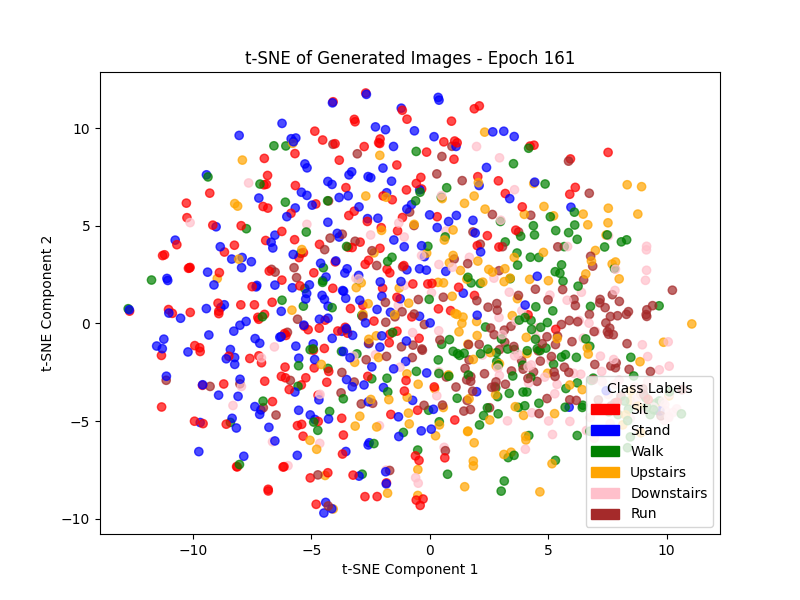 t-SNE of Generated Images - Epoch 161
t-SNE Component 2
10
5
0
−5
−10
−10
−5
0
5
10
t-SNE Component 1
Class Labels
Sit
Stand
Walk
Upstairs
Downstairs
Run